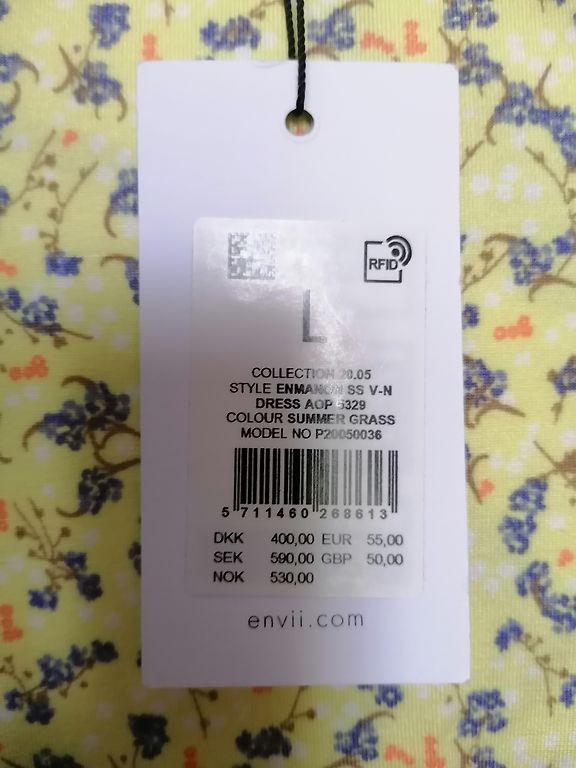 RFID
L
COLLECTION 20.05
STYLE ENMANON SS V-N
DRESS AOP 5329
COLOUR SUMMER GRASS
MODEL NO P20050036
5 711460 268613
DKK 400,00 EUR 55,00
SEK 590,00 GBP 50,00
NOK 530,00
envii.com